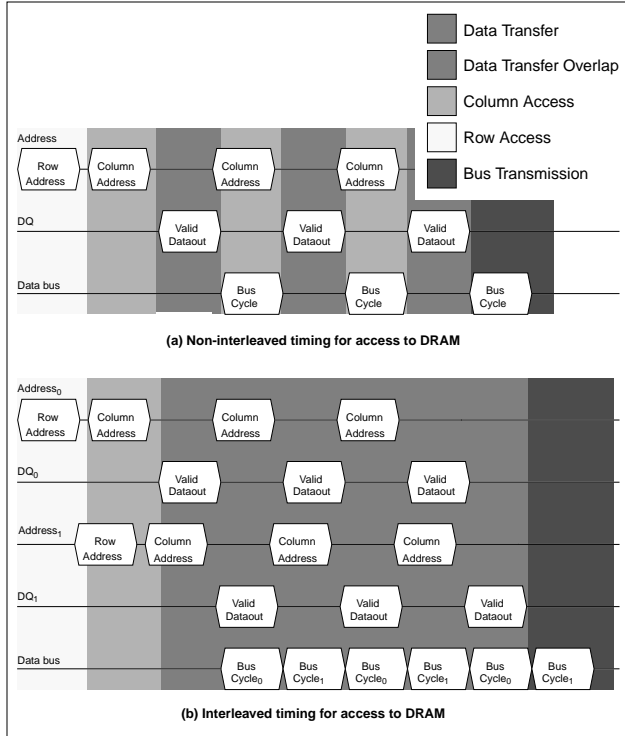 Data Transfer
Data Transfer Overlap
Column Access
Row Access
Bus Transmission
Address
Row Address
Column Address
Column Address
Column Address
DQ
Valid Dataout
Valid Dataout
Valid Dataout
Data bus
Bus Cycle
Bus Cycle
Bus Cycle
(a) Non-interleaved timing for access to DRAM
Address0
Row Address
Column Address
Column Address
Column Address
DQ0
Valid Dataout
Valid Dataout
Valid Dataout
Address1
Row Address
Column Address
Column Address
Column Address
DQ1
Valid Dataout
Valid Dataout
Valid Dataout
Data bus
Bus Cycle0
Bus Cycle1
Bus Cycle0
Bus Cycle1
Bus Cycle0
Bus Cycle1
(b) Interleaved timing for access to DRAM